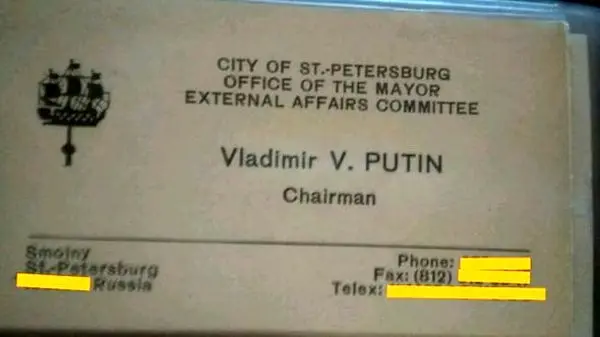 CITY OF ST.-PETERSBURG
OFFICE OF THE MAYOR
EXTERNAL AFFAIRS COMMITTEE
Vladimir V. PUTIN
Chairman
Smolny
St.-Petersburg
Russia
Phone:
Fax: (812)
Telex: